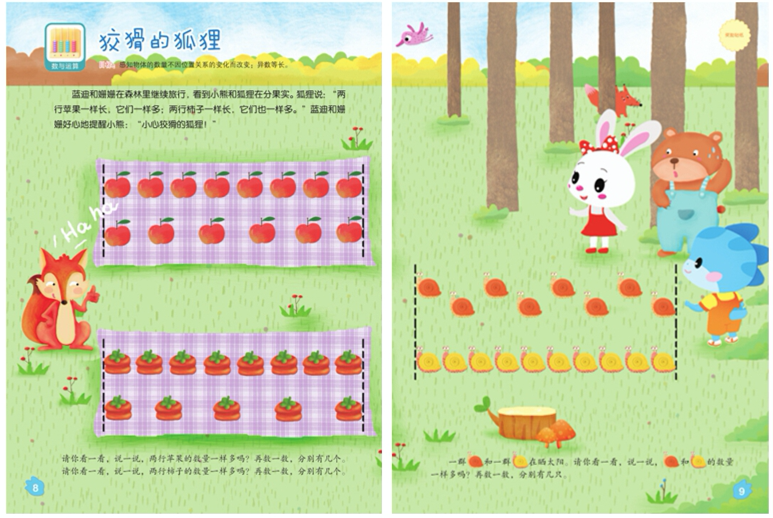 狡猾的狐狸
数与运算
目标：感知物体的数量不因位置关系的变化而改变；异数等长。
蓝迪和姗姗在森林里继续旅行，看到小熊和狐狸在分果实。狐狸说：“两
行苹果一样长，它们一样多；两行柿子一样长，它们也一样多。”蓝迪和姗
姗好心地提醒小熊：“小心狡猾的狐狸！”
Ha ha
请你看一看，说一说，两行苹果的数量一样多吗？再数一数，分别有几个。
请你看一看，说一说，两行柿子的数量一样多吗？再数一数，分别有几个。
8
一群和一群在晒太阳。请你看一看，说一说，和的数量
一样多吗？再数一数，分别有几只。
9